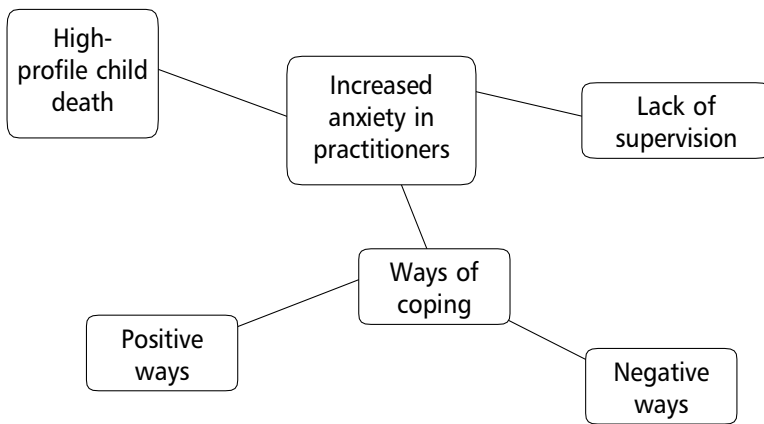 High-
profile child
death
Increased
anxiety in
practitioners
Lack of
supervision
Ways of
coping
Positive
ways
Negative
ways